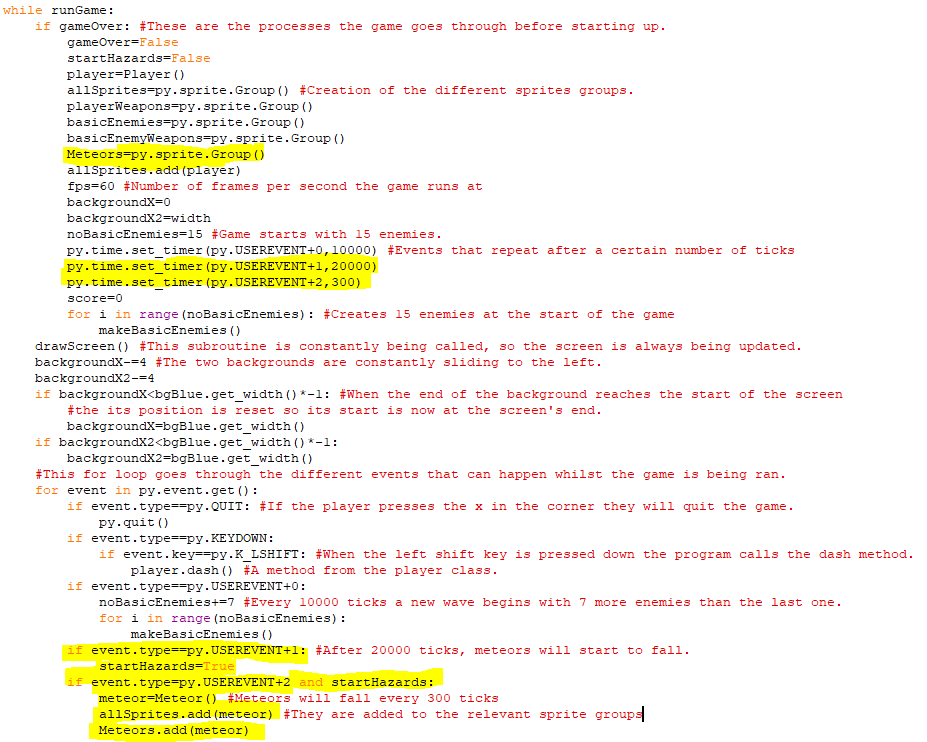 while runGame:
    if gameOver: #These are the processes the game goes through before starting up.
        gameOver=False
        startHazards=False
        player=Player()
        allSprites=py.sprite.Group() #Creation of the different sprites groups.
        playerWeapons=py.sprite.Group()
        basicEnemies=py.sprite.Group()
        basicEnemyWeapons=py.sprite.Group()
        Meteors=py.sprite.Group()
        allSprites.add(player)
        fps=60 #Number of frames per second the game runs at
        backgroundX=0
        backgroundX2=width
        noBasicEnemies=15 #Game starts with 15 enemies.
        py.time.set_timer(py.USEREVENT+0,10000) #Events that repeat after a certain number of ticks
        py.time.set_timer(py.USEREVENT+1,20000)
        py.time.set_timer(py.USEREVENT+2,300)
        score=0
        for i in range(noBasicEnemies): #Creates 15 enemies at the start of the game
            makeBasicEnemies()
    drawScreen() #This subroutine is constantly being called, so the screen is always being updated.
    backgroundX-=4 #The two backgrounds are constantly sliding to the left.
    backgroundX2-=4
    if backgroundX<bgBlue.get_width()*-1: #When the end of the background reaches the start of the screen
        #the its position is reset so its start is now at the screen's end.
        backgroundX=bgBlue.get_width()
    if backgroundX2<bgBlue.get_width()*-1:
        backgroundX2=bgBlue.get_width()
    #This for loop goes through the different events that can happen whilst the game is being ran.
    for event in py.event.get():
        if event.type==py.QUIT: #If the player presses the x in the corner they will quit the game.
            py.quit()
        if event.type==py.KEYDOWN:
            if event.key==py.K_LSHIFT: #When the left shift key is pressed down the program calls the dash method.
                player.dash() #A method from the player class.
        if event.type==py.USEREVENT+0:
            noBasicEnemies+=7 #Every 10000 ticks a new wave begins with 7 more enemies than the last one.
            for i in range(noBasicEnemies):
                makeBasicEnemies()
        if event.type==py.USEREVENT+1: #After 20000 ticks, meteors will start to fall.
            startHazards=True
        if event.type=py.USEREVENT+2 and startHazards:
            meteor=Meteor() #Meteors will fall every 300 ticks
            allSprites.add(meteor) #They are added to the relevant sprite groups
            Meteors.add(meteor)